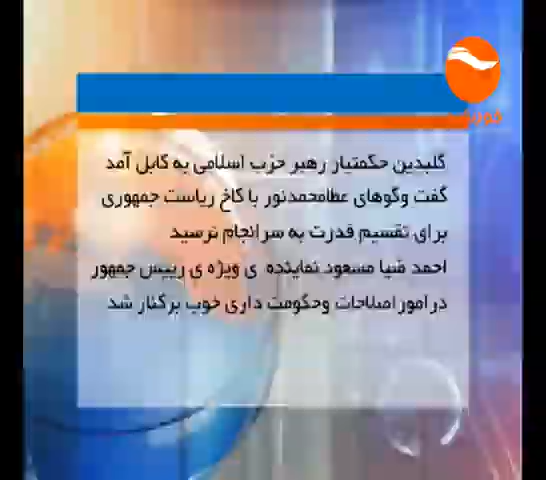 گلبدین حکمتیار رهبر حزب اسلامی به کابل آمد
گفت وگوهای عطامحمدنور با کاخ ریاست جمهوری
برای تقسیم قدرت به سرانجام نرسید
احمد ضیا مسعود نماینده ی ویژه ی رییس جمهور
درامور اصلاحات وحکومت داری خوب برکنار شد